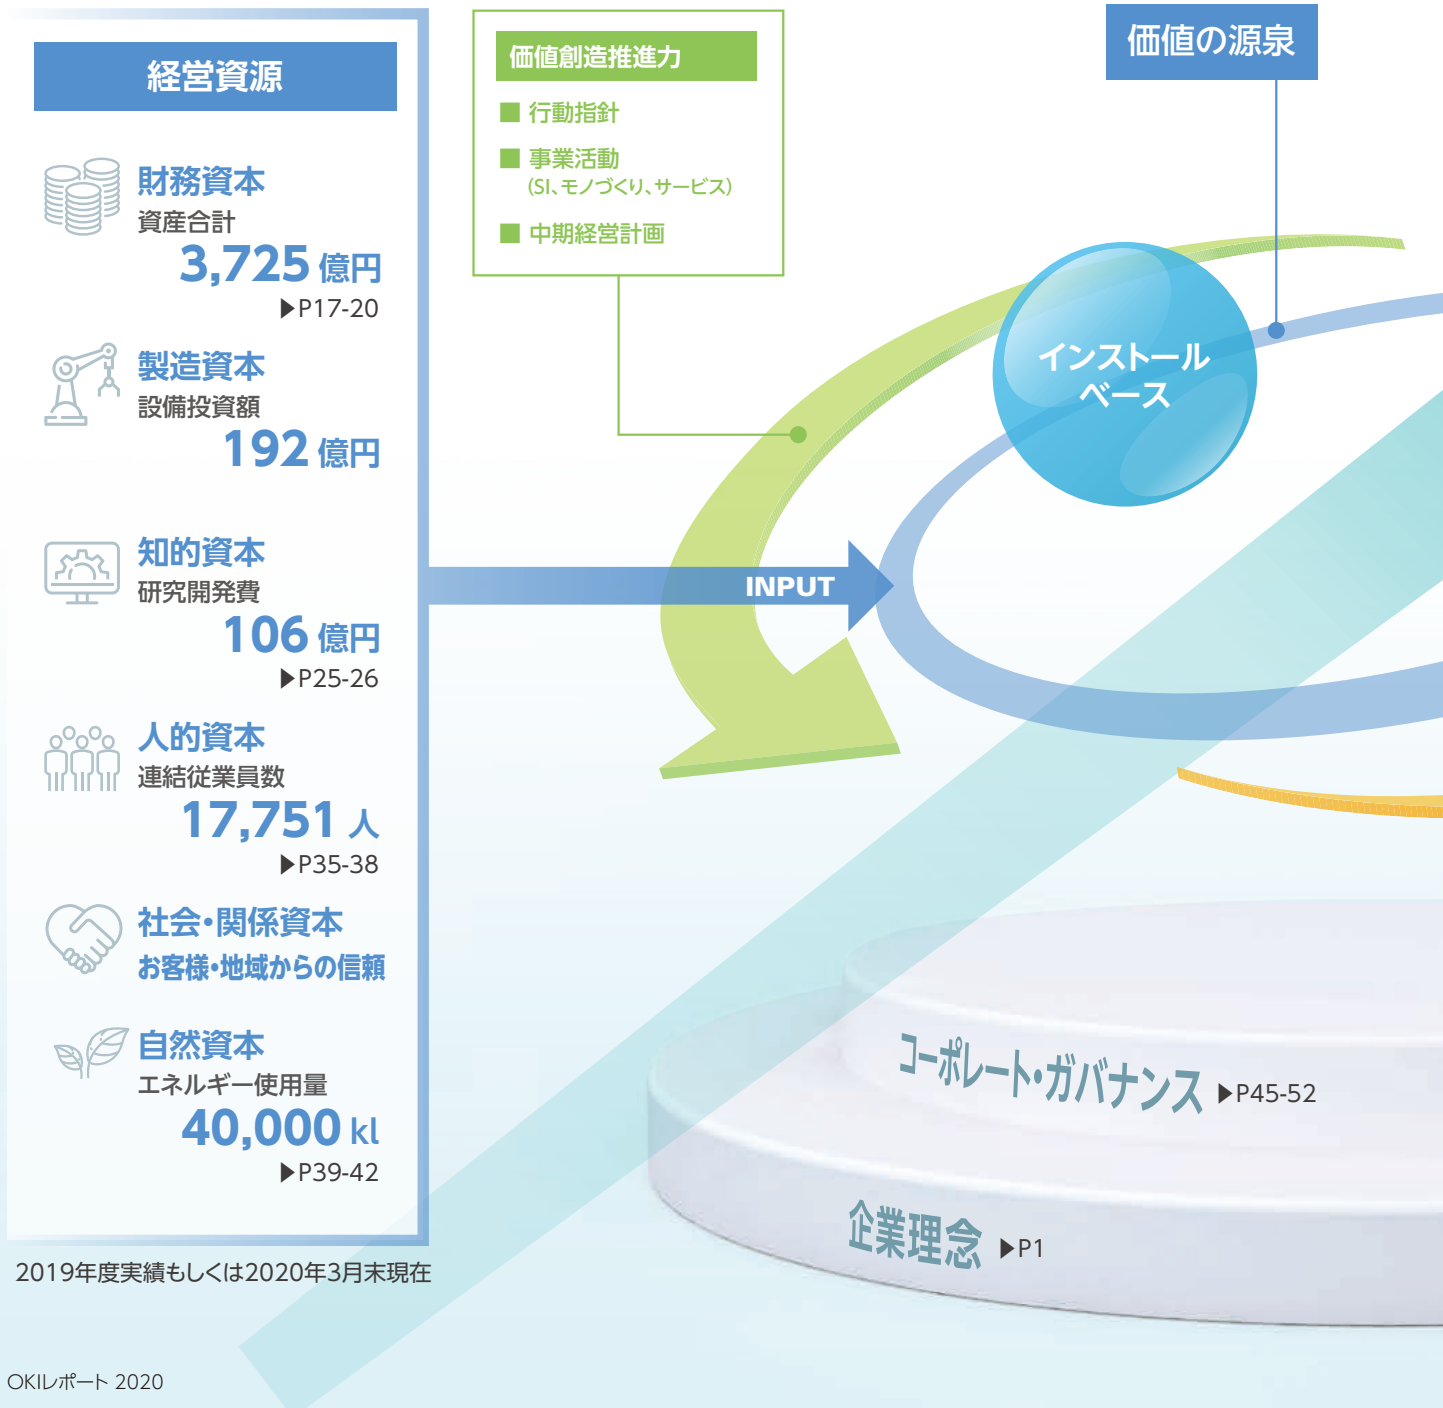 経営資源
財務資本
資産合計
3,725 億円
▶P17-20
製造資本
設備投資額
192 億円
知的資本
研究開発費
106 億円
▶P25-26
人的資本
連結従業員数
17,751 人
▶P35-38
社会・関係資本
お客様・地域からの信頼
自然資本
エネルギー使用量
40,000 kl
▶P39-42
2019年度実績もしくは2020年3月末現在
価値創造推進力
■ 行動指針
■ 事業活動
(SI、モノづくり、サービス)
■ 中期経営計画
価値の源泉
インストール
ベース
INPUT
コーポレート・ガバナンス ▶P45-52
企業理念 ▶P1
OKIレポート 2020